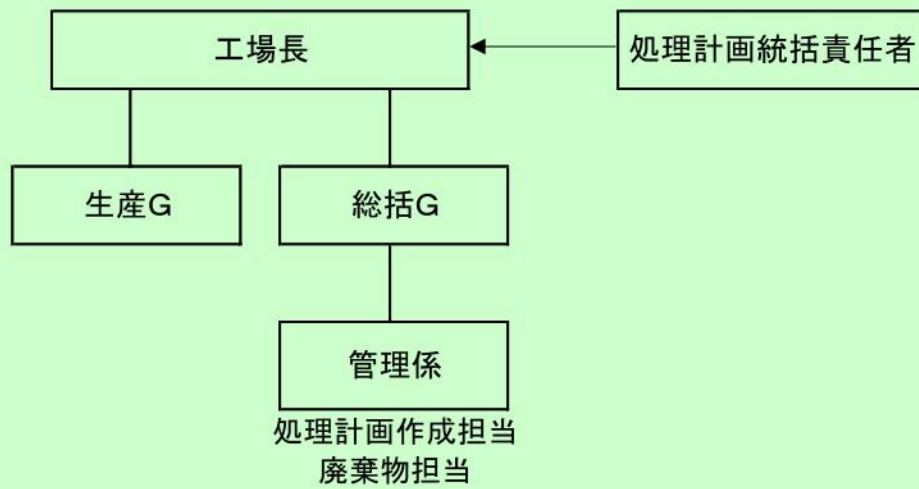 工場長
処理計画統括責任者
生産G
総括G
管理係
処理計画作成担当
廃棄物担当